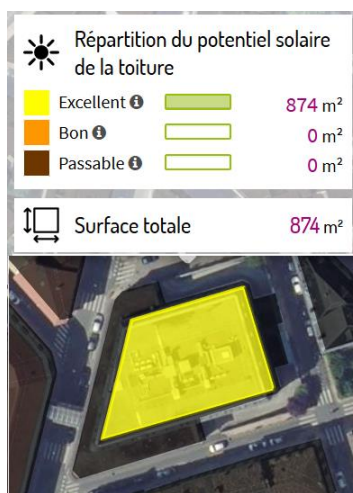 Répartition du potentiel solaire
de la toiture
Excellent 874 m²
Bon 0 m²
Passable 0 m²
Surface totale 874 m²